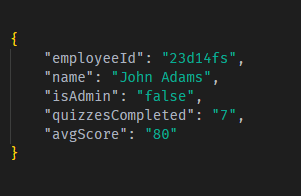 {
"employeeId": "23d14fs",
"name": "John Adams",
"isAdmin": "false",
"quizzesCompleted": "7",
"avgScore": "80"
}